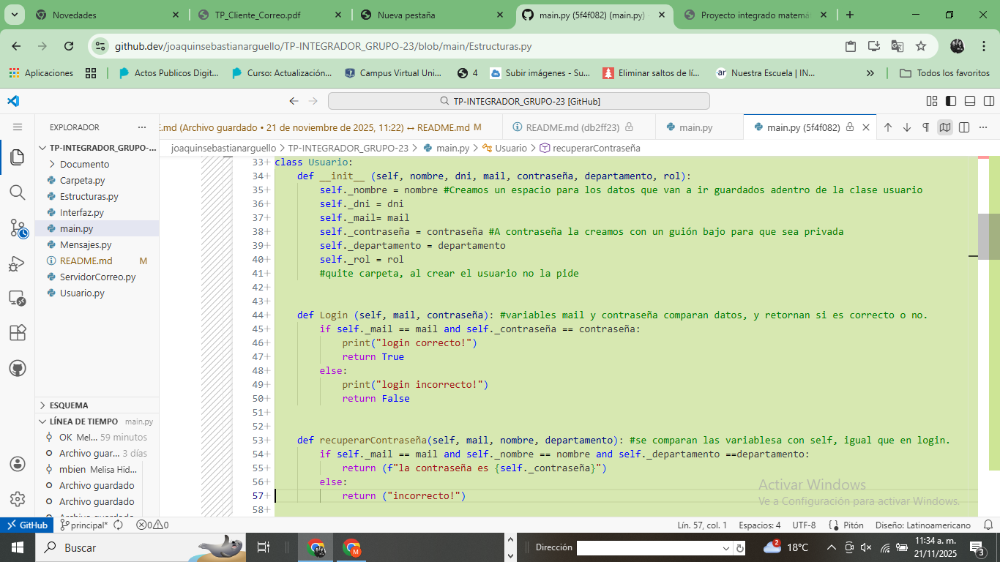 Novedades
TP_Cliente_Correo.pdf
Nueva pestaña
main.py (5f4f082) (main.py)
Proyecto integrado matemá
github.dev/joaquinsebastianarguello/TP-INTEGRADOR_GRUPO-23/blob/main/Estructuras.py
Aplicaciones
Actos Publicos Digit...
Curso: Actualización...
Campus Virtual Uni...
4
Subir imágenes - Su...
Eliminar saltos de lí...
Nuestra Escuela | IN...
Todos los favoritos
TP-INTEGRADOR_GRUPO-23 [GitHub]
EXPLORADOR
E.md (Archivo guardado • 21 de noviembre de 2025, 11:22) ↔ README.md M
README.md (db2ff23)
main.py
main.py (5f4f082)
joaquinsebastianarguello > TP-INTEGRADOR_GRUPO-23 > main.py > Usuario > recuperarContraseña
TP-INTEGRADOR_GRUPO-...
Documento
Carpeta.py
Estructuras.py
Interfaz.py
main.py
Mensajes.py
README.md M
ServidorCorreo.py
Usuario.py
ESQUEMA
LÍNEA DE TIEMPO main.py
OK Mel... 59 minotos
Archivo guar... 3 días
mbien Melisa Hid...
Archivo guardado
Archivo guardado
Archivo guardado
33+ class Usuario:
34+ def __init__ (self, nombre, dni, mail, contraseña, departamento, rol):
35+ self._nombre = nombre #Creamos un espacio para los datos que van a ir guardados adentro de la clase usuario
36+ self._dni = dni
37+ self._mail= mail
38+ self._contraseña = contraseña #A contraseña la creamos con un guión bajo para que sea privada
39+ self._departamento = departamento
40+ self._rol = rol
41+ #quite carpeta, al crear el usuario no la pide
42+
43+
44+ def Login (self, mail, contraseña): #variables mail y contraseña comparan datos, y retornan si es correcto o no.
45+ if self._mail == mail and self._contraseña == contraseña:
46+ print("login correcto!")
47+ return True
48+ else:
49+ print("login incorrecto!")
50+ return False
51+
52+
53+ def recuperarContraseña(self, mail, nombre, departamento): #se comparan las variablesa con self, igual que en login.
54+ if self._mail == mail and self._nombre == nombre and self._departamento ==departamento:
55+ return (f"la contraseña es {self._contraseña}")
56+ else:
57+ return ("incorrecto!")
58+
Activar Windows
Ve a Configuración para activar Windows.
GitHub
principal*
0 0
Lín. 57, col. 1
Espacios: 4
UTF-8
{ } Pitón
Diseño: Latinoamericano
Buscar
Dirección
2
18°C
11:34 a. m.
21/11/2025
3